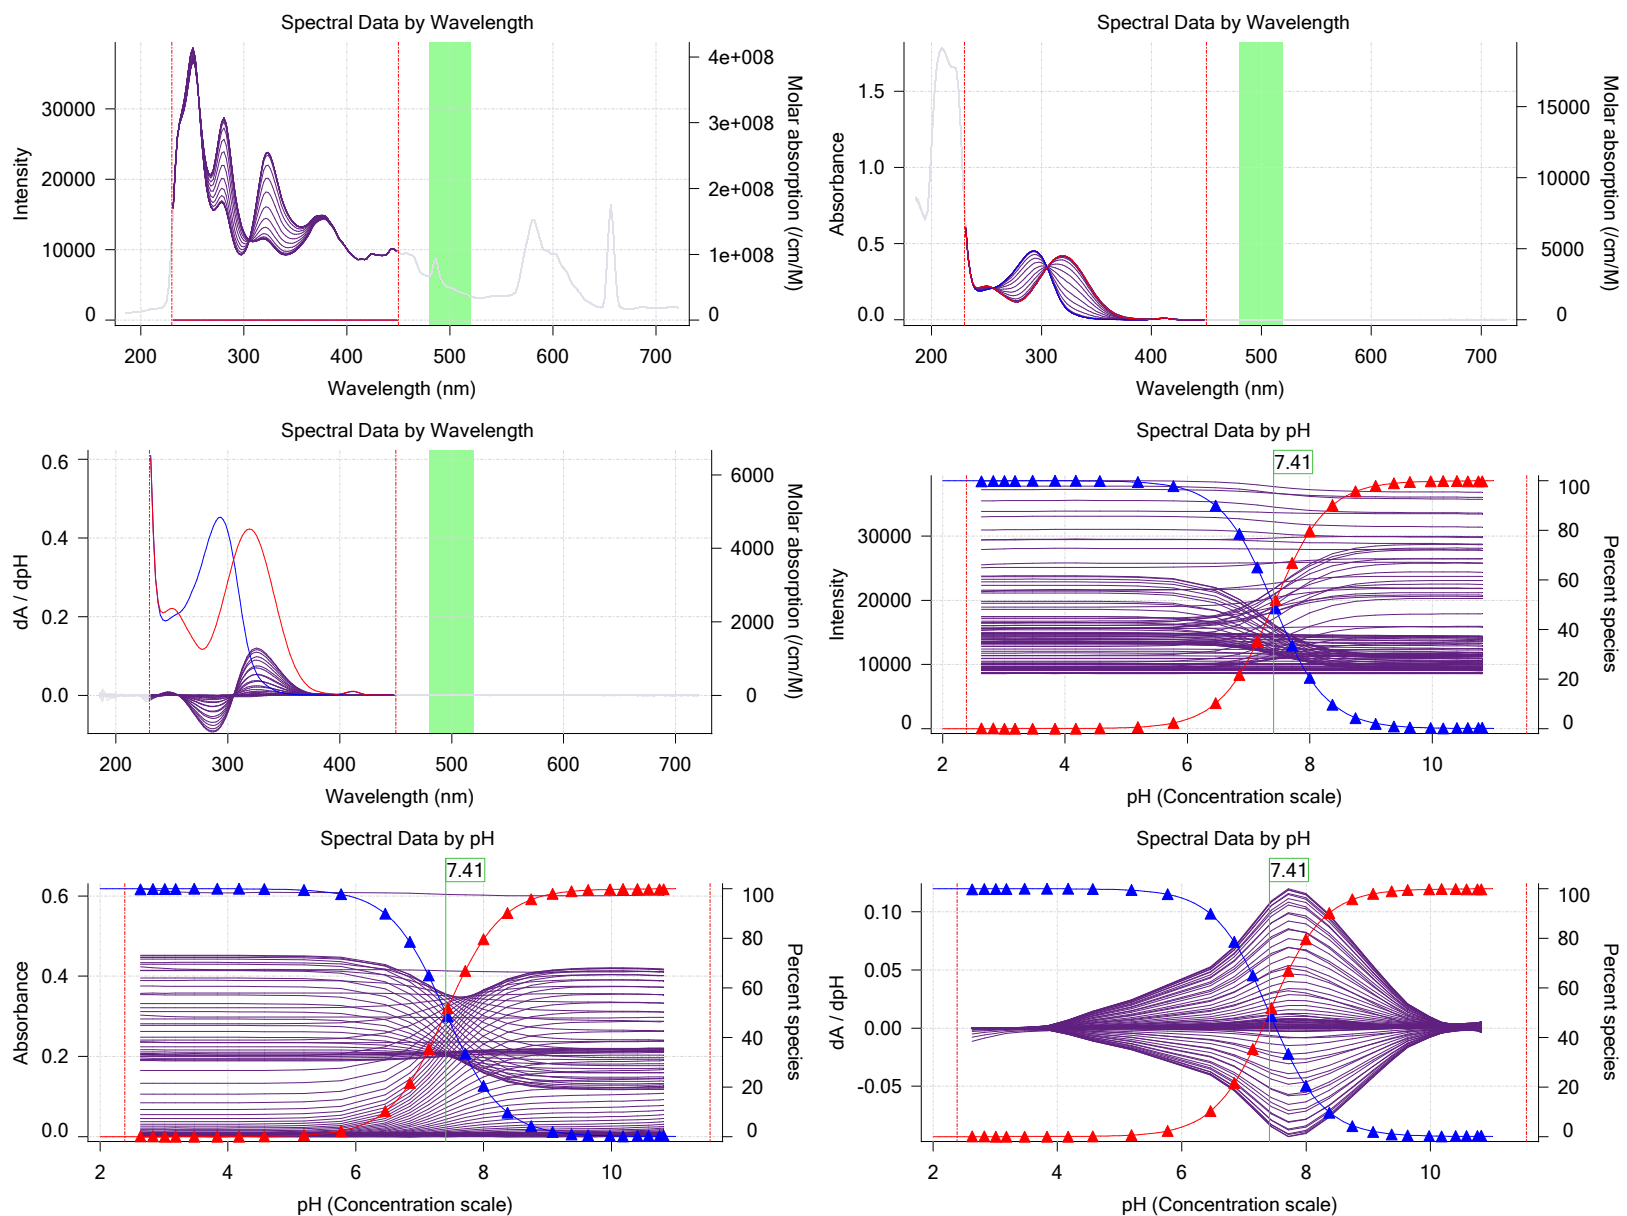 Spectral Data by Wavelength
Intensity
30000
20000
10000
0
4e+008
3e+008
2e+008
1e+008
0
Molar absorption (/cm/M)
200 300 400 500 600 700
Wavelength (nm)
Spectral Data by Wavelength
Absorbance
1.5
1.0
0.5
0.0
15000
10000
5000
0
Molar absorption (/cm/M)
200 300 400 500 600 700
Wavelength (nm)
Spectral Data by Wavelength
dA / dpH
0.6
0.4
0.2
0.0
6000
4000
2000
0
Molar absorption (/cm/M)
200 300 400 500 600 700
Wavelength (nm)
Spectral Data by pH
7.41
Intensity
30000
20000
10000
0
100
80
60
40
20
0
Percent species
2 4 6 8 10
pH (Concentration scale)
Spectral Data by pH
7.41
Absorbance
0.6
0.4
0.2
0.0
100
80
60
40
20
0
Percent species
2 4 6 8 10
pH (Concentration scale)
Spectral Data by pH
7.41
dA / dpH
0.10
0.05
0.00
-0.05
100
80
60
40
20
0
Percent species
2 4 6 8 10
pH (Concentration scale)